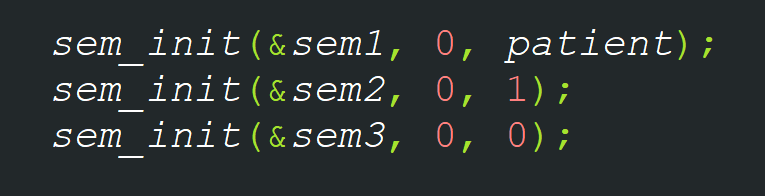 sem_init(&sem1, 0, patient);
sem_init(&sem2, 0, 1);
sem_init(&sem3, 0, 0);